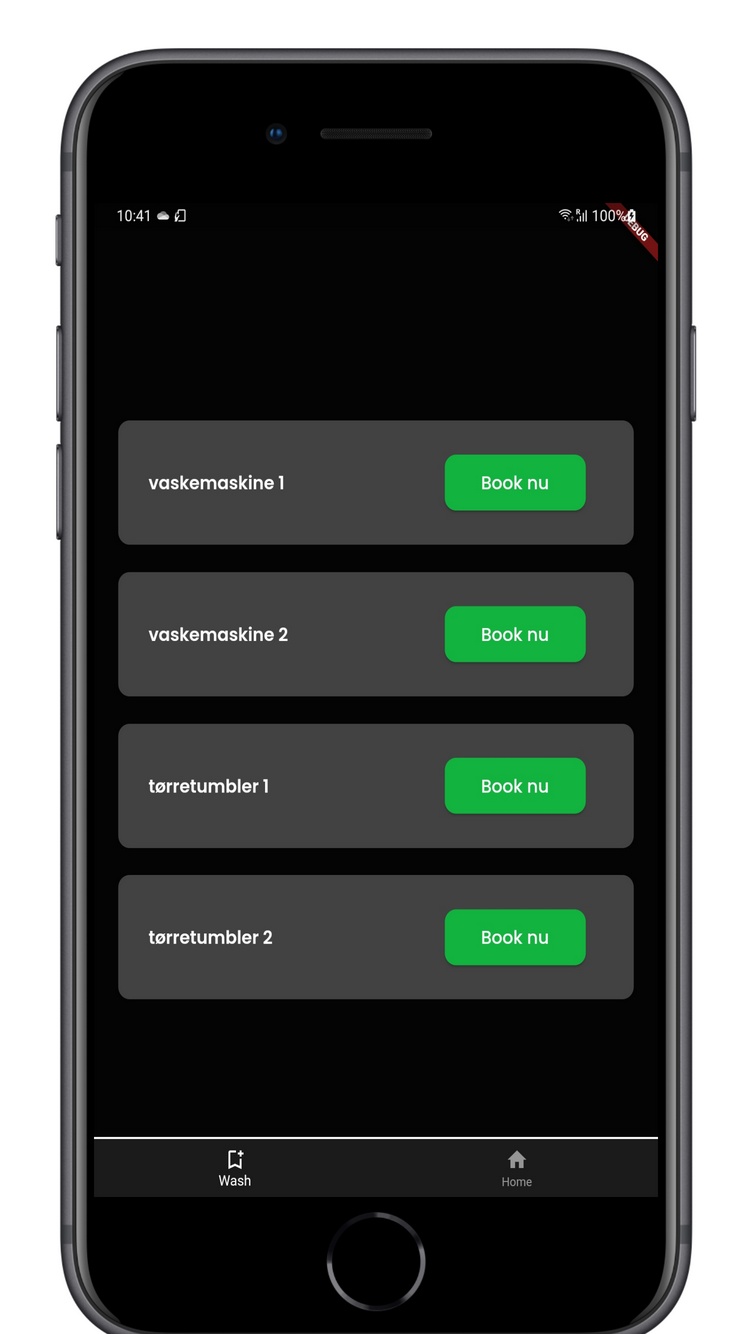 10:41
100%
DEBUG
vaskemaskine 1
Book nu
vaskemaskine 2
Book nu
tørretumbler 1
Book nu
tørretumbler 2
Book nu
Wash
Home